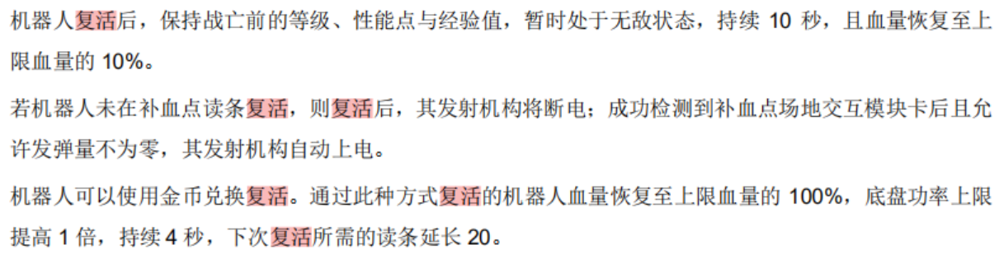 机器人复活后，保持战亡前的等级、性能点与经验值，暂时处于无敌状态，持续 10 秒，且血量恢复至上
限血量的 10%。
若机器人未在补血点读条复活，则复活后，其发射机构将断电；成功检测到补血点场地交互模块卡后且允
许发弹量不为零，其发射机构自动上电。
机器人可以使用金币兑换复活。通过此种方式复活的机器人血量恢复至上限血量的 100%，底盘功率上限
提高 1 倍，持续 4 秒，下次复活所需的读条延长 20。